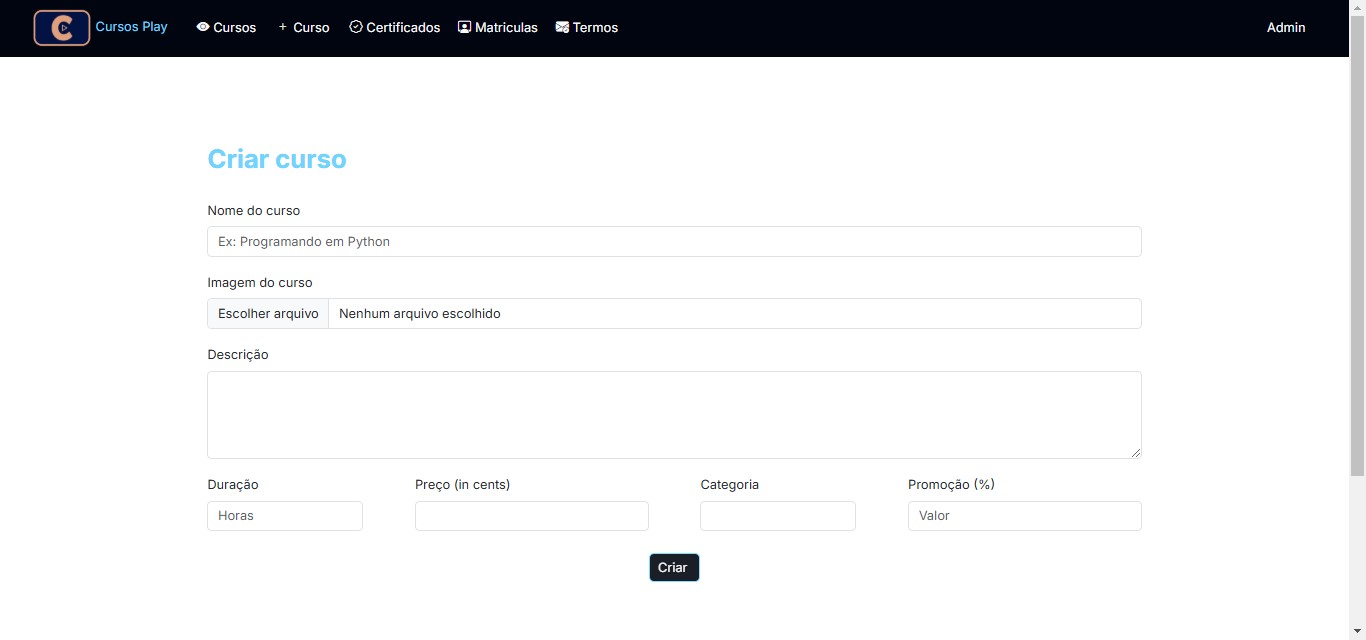 C Cursos Play Cursos + Curso Certificados Matriculas Termos Admin
Criar curso
Nome do curso
Ex: Programando em Python
Imagem do curso
Escolher arquivo Nenhum arquivo escolhido
Descrição
Duração Preço (in cents) Categoria Promoção (%)
Horas Valor
Criar